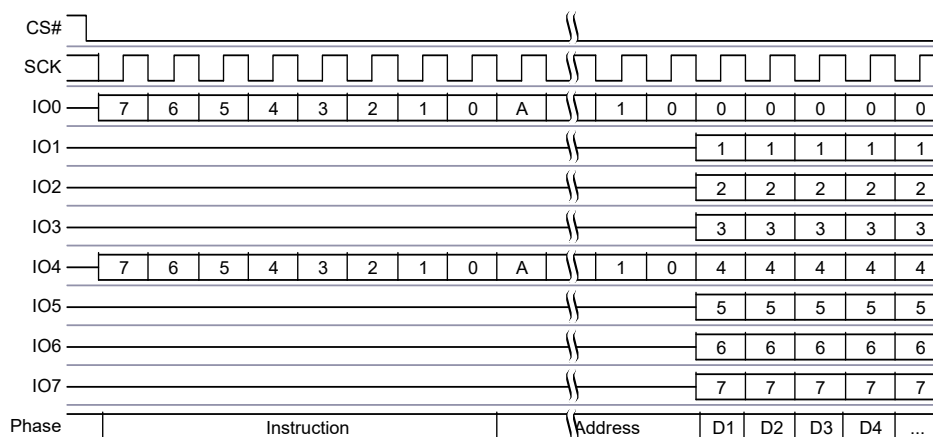 CS#
SCK
IO0 7 6 5 4 3 2 1 0 A 1 0 0 0 0 0 0
IO1 1 1 1 1 1
IO2 2 2 2 2 2
IO3 3 3 3 3 3
IO4 7 6 5 4 3 2 1 0 A 1 0 4 4 4 4 4
IO5 5 5 5 5 5
IO6 6 6 6 6 6
IO7 7 7 7 7 7
Phase Instruction Address D1 D2 D3 D4 ...